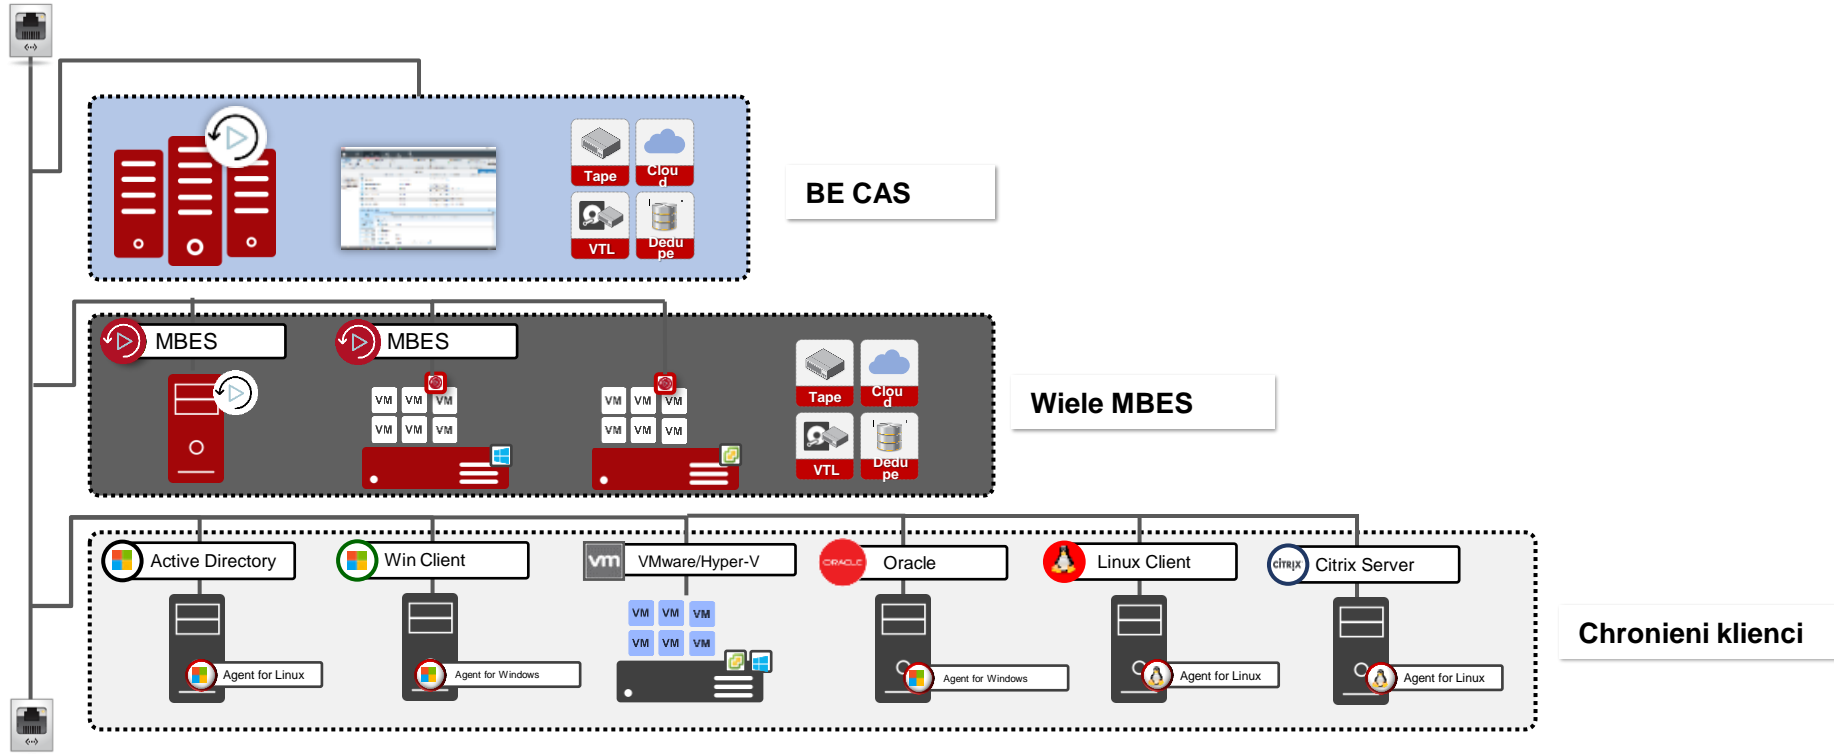 Tape
Clou
d
VTL
Dedu
pe
BE CAS
MBES
MBES
VM VM VM
VM VM VM
VM VM VM
VM VM VM
Tape
Clou
d
VTL
Dedu
pe
Wiele MBES
Active Directory
Win Client
vm
VMware/Hyper-V
ORACLE
Oracle
Linux Client
CITRIX
Citrix Server
VM VM VM
VM VM VM
Agent for Linux
Agent for Windows
Agent for Windows
Agent for Linux
Agent for Linux
Chronieni klienci